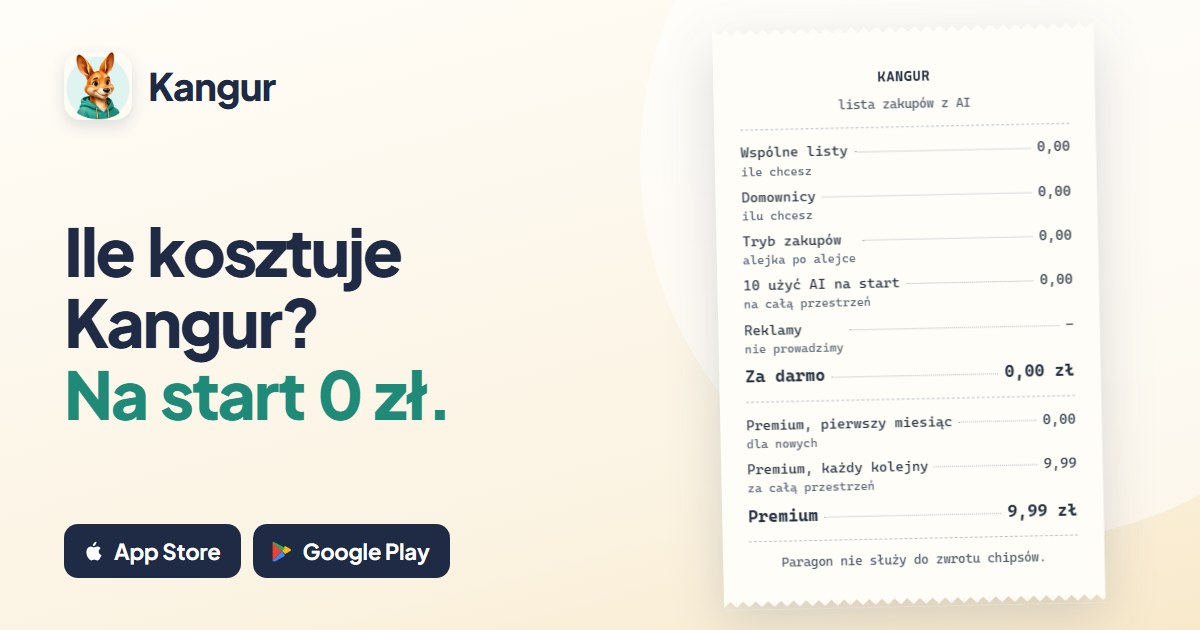 Kangur
Ile kosztuje
Kangur?
Na start 0 zł.
App Store
Google Play
KANGUR
lista zakupów z AI
Wspólne listy 0,00
ile chcesz
Domownicy 0,00
ilu chcesz
Tryb zakupów 0,00
alejka po alejce
10 użyć AI na start 0,00
na całą przestrzeń
Reklamy –
nie prowadzimy
Za darmo 0,00 zł
Premium, pierwszy miesiąc 0,00
dla nowych
Premium, każdy kolejny 9,99
za całą przestrzeń
Premium 9,99 zł
Paragon nie służy do zwrotu chipsów.